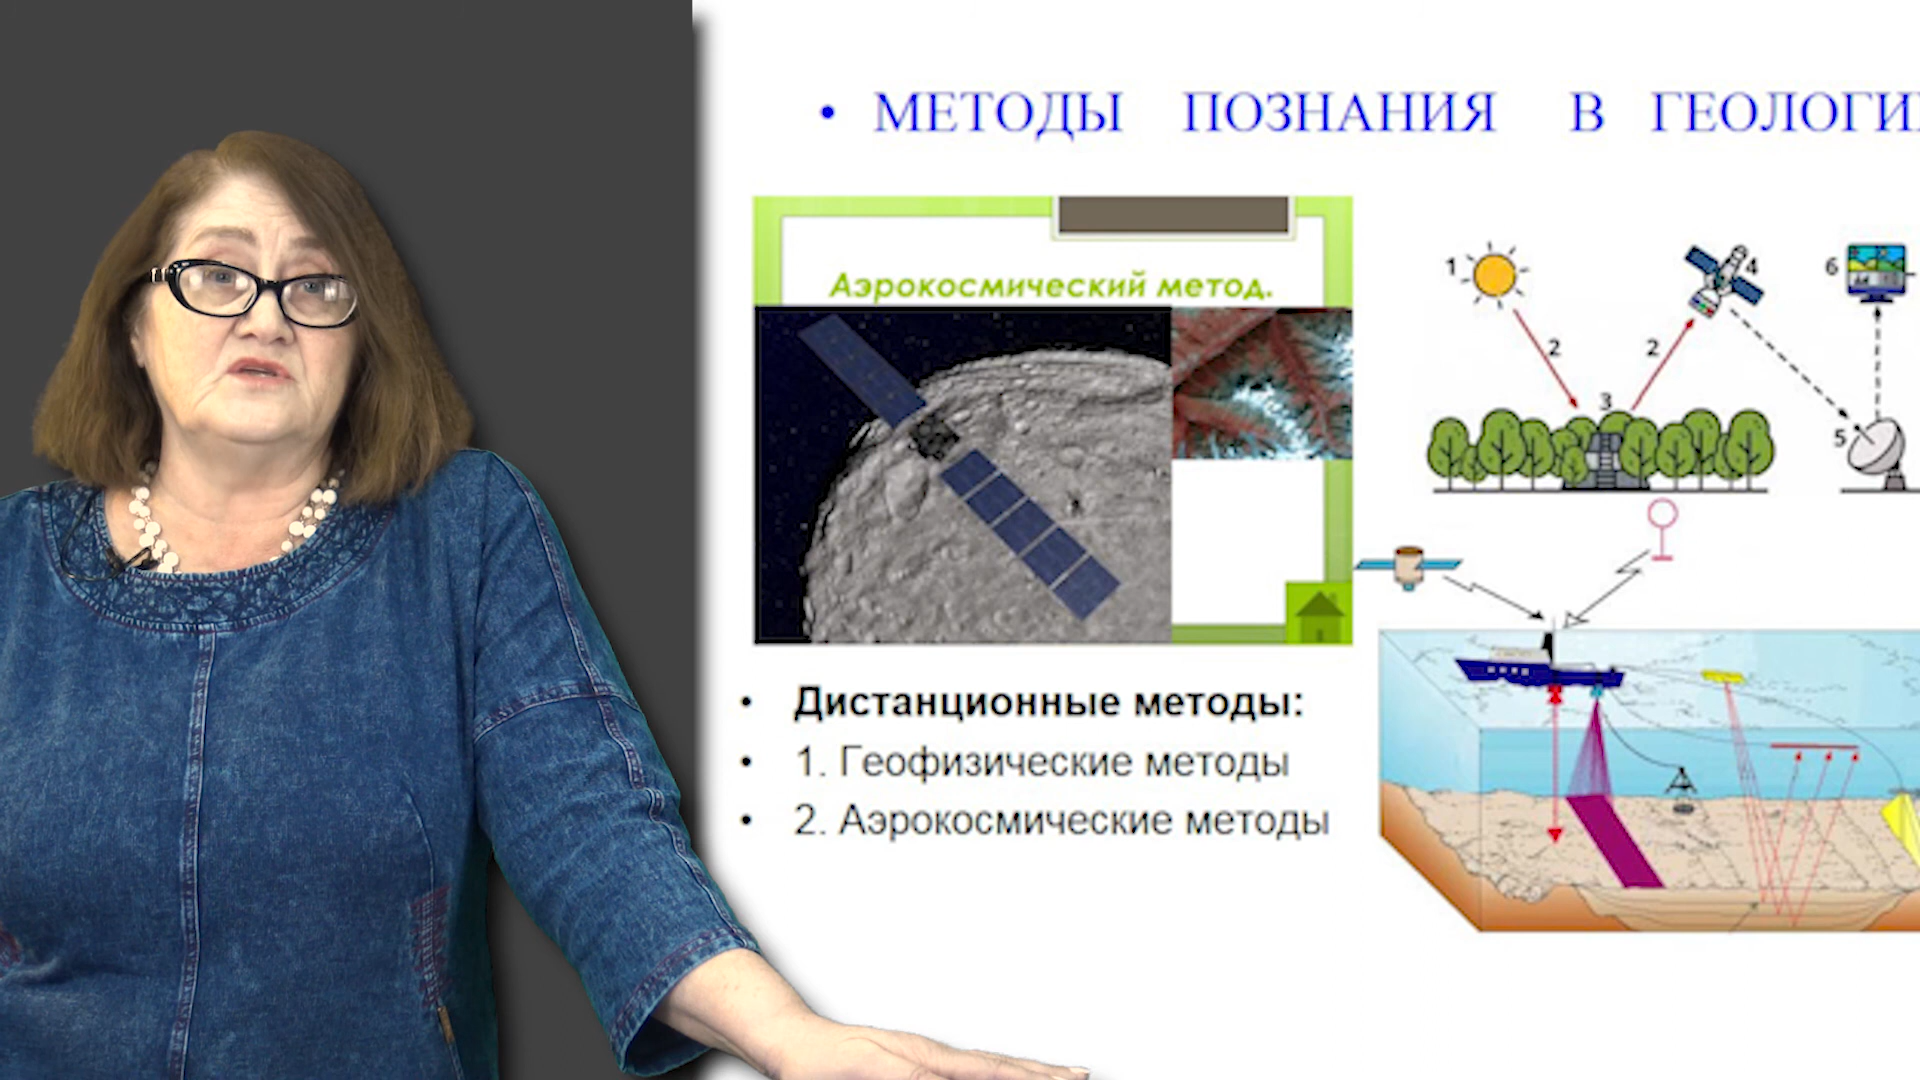 • МЕТОДЫ ПОЗНАНИЯ В ГЕОЛОГИИ
Аэрокосмический метод.
1
2
2
3
4
5
6
• Дистанционные методы:
• 1. Геофизические методы
• 2. Аэрокосмические методы